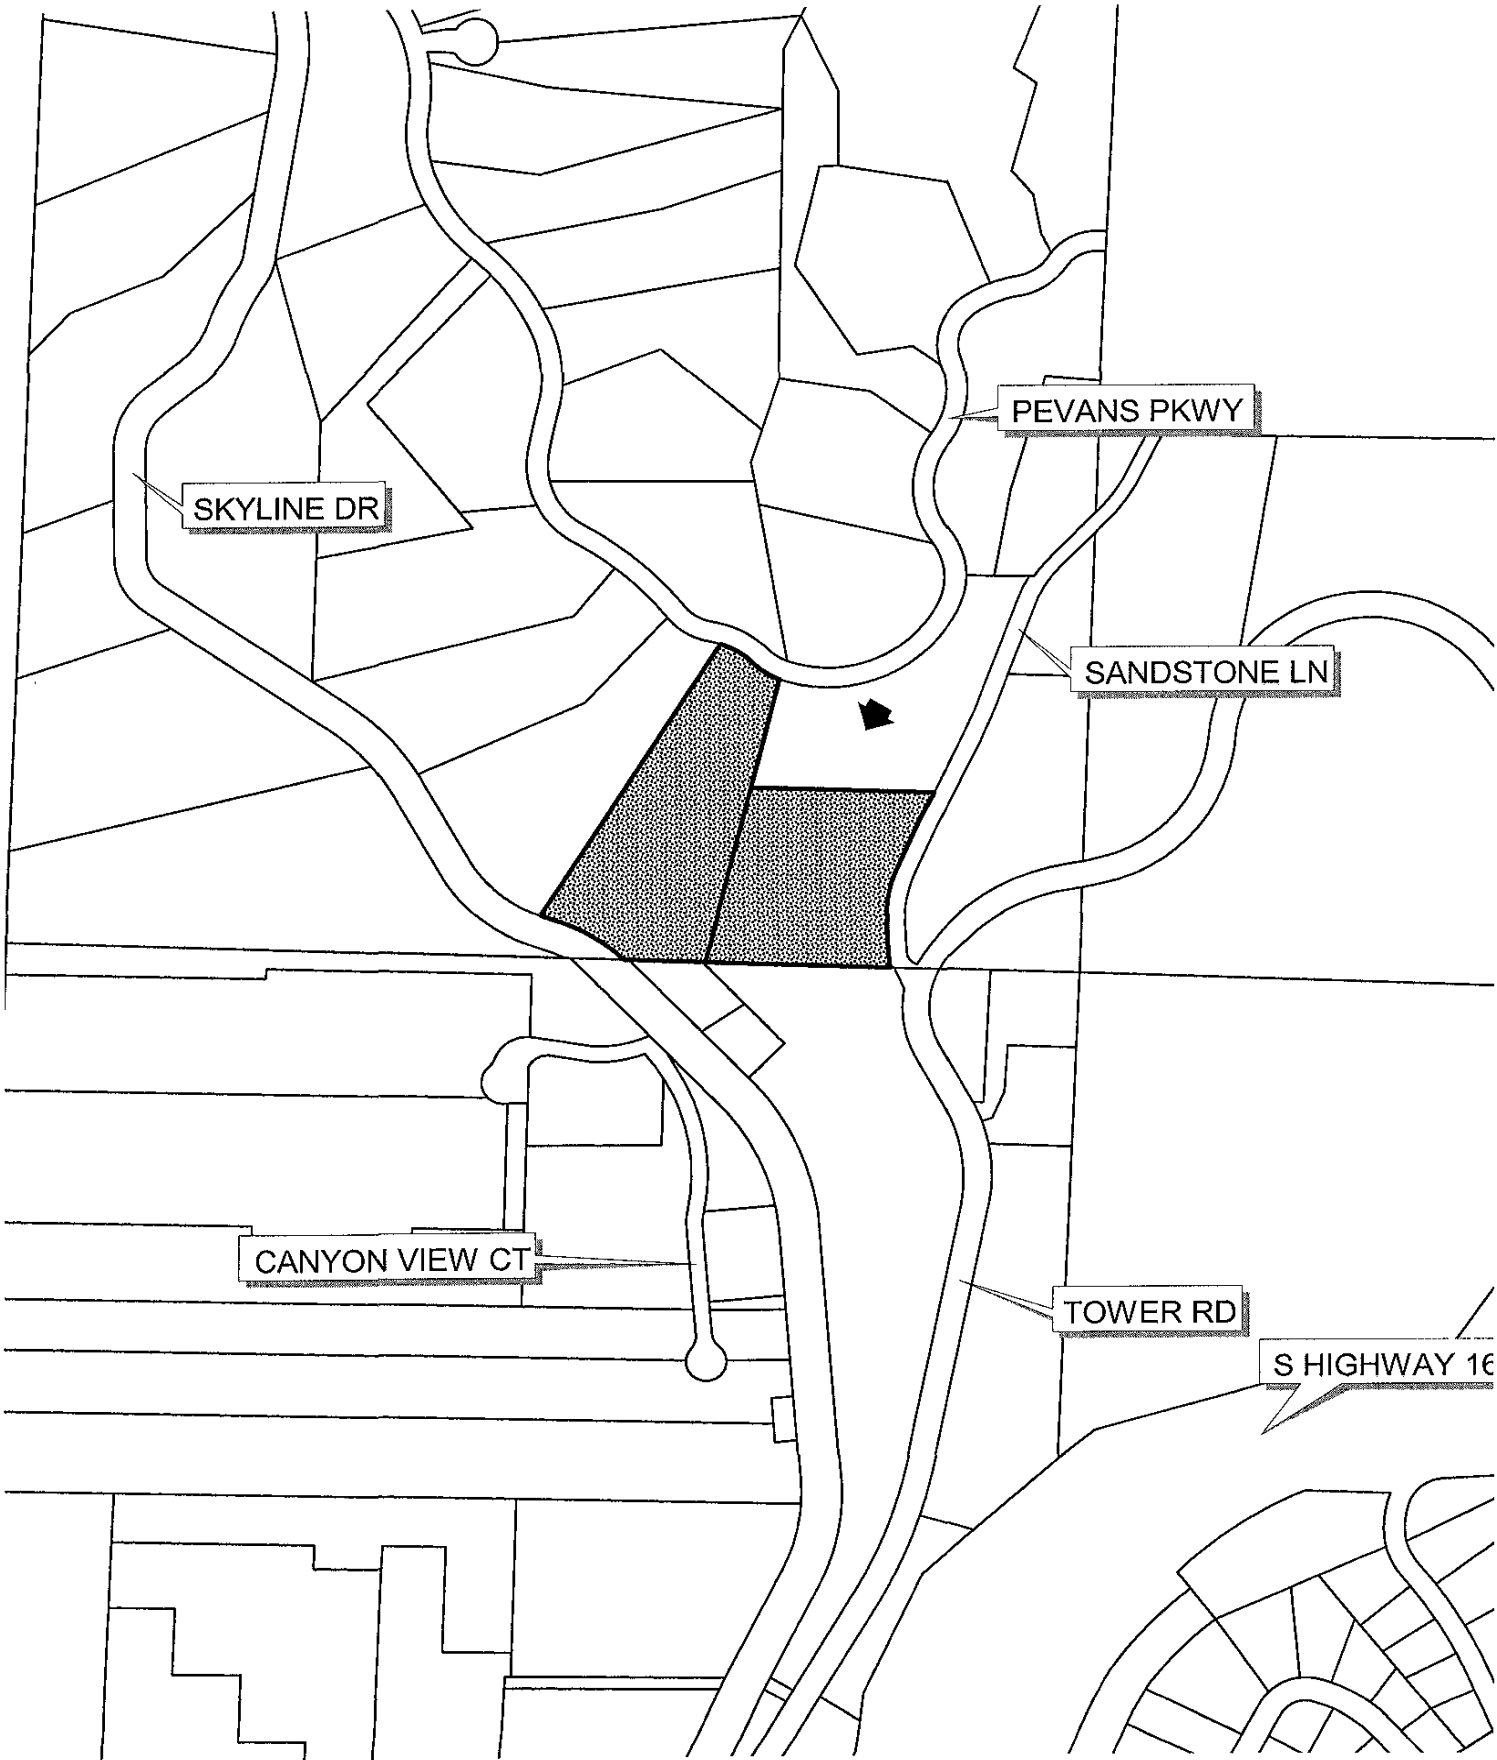 PEVANS PKWY
SKYLINE DR
SANDSTONE LN
CANYON VIEW CT
TOWER RD
S HIGHWAY 16